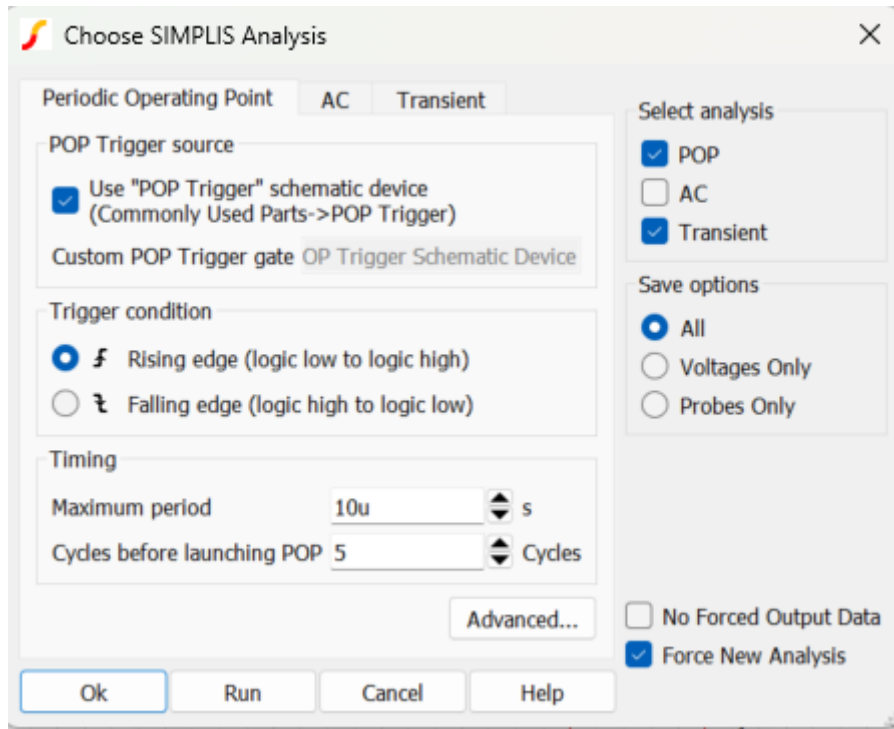 Choose SIMPLIS Analysis
Periodic Operating Point
AC
Transient
POP Trigger source
Use "POP Trigger" schematic device
(Commonly Used Parts->POP Trigger)
Custom POP Trigger gate OP Trigger Schematic Device
Trigger condition
Rising edge (logic low to logic high)
Falling edge (logic high to logic low)
Timing
Maximum period 10u s
Cycles before launching POP 5 Cycles
Advanced...
Select analysis
POP
AC
Transient
Save options
All
Voltages Only
Probes Only
No Forced Output Data
Force New Analysis
Ok
Run
Cancel
Help